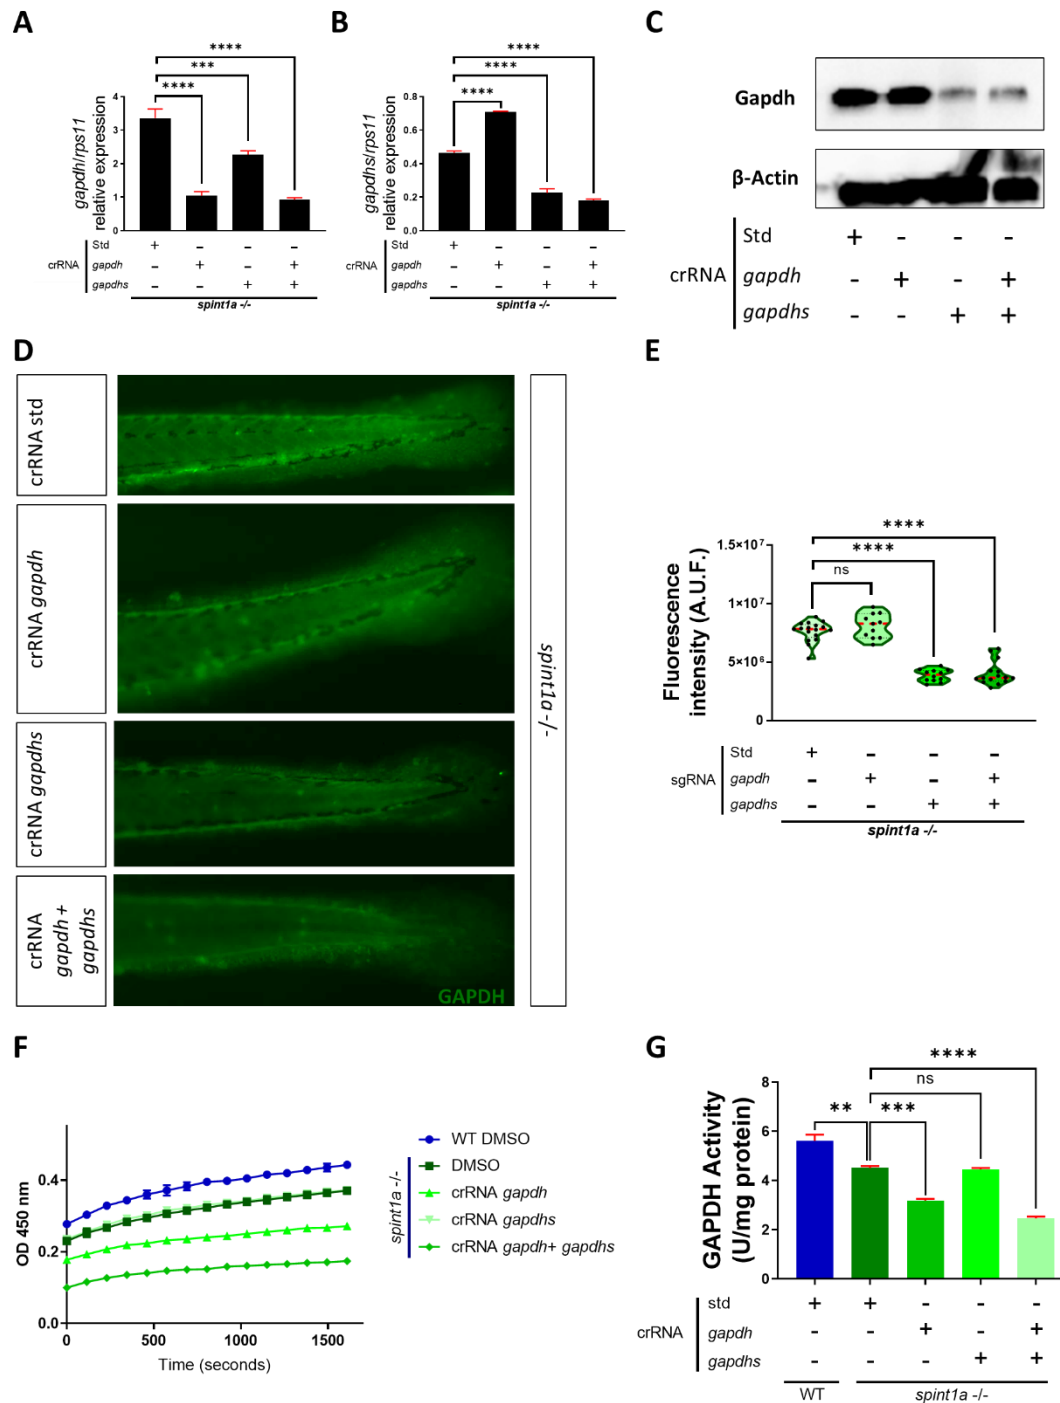 A
B
C
D
E
F
G
gapdh/rps11
relative expression
4
3
2
1
0
****
***
****
crRNA
Std + - - -
gapdh - + - +
gapdhs - - + +
spint1a -/-
gapdhs/rps11
relative expression
0.8
0.6
0.4
0.2
0.0
****
****
****
crRNA
Std + - - -
gapdh - + - +
gapdhs - - + +
spint1a -/-
Gapdh
β-Actin
crRNA
Std + - - -
gapdh - + - +
gapdhs - - + +
crRNA std
crRNA gapdh
crRNA gapdhs
crRNA
gapdh +
gapdhs
GAPDH
spint1a -/-
Fluorescence
intensity (A.U.F.)
1.5×10⁷
1×10⁷
5×10⁶
0
****
****
ns
sgRNA
Std + - - -
gapdh - + - +
gapdhs - - + +
spint1a -/-
OD 450 nm
0.4
0.2
0.0
0 500 1000 1500
Time (seconds)
WT DMSO
spint1a -/-
DMSO
crRNA gapdh
crRNA gapdhs
crRNA gapdh+ gapdhs
GAPDH Activity
(U/mg protein)
8
6
4
2
0
****
ns
** ***
crRNA
std + + - - -
gapdh - - + - +
gapdhs - - - + +
WT spint1a -/-